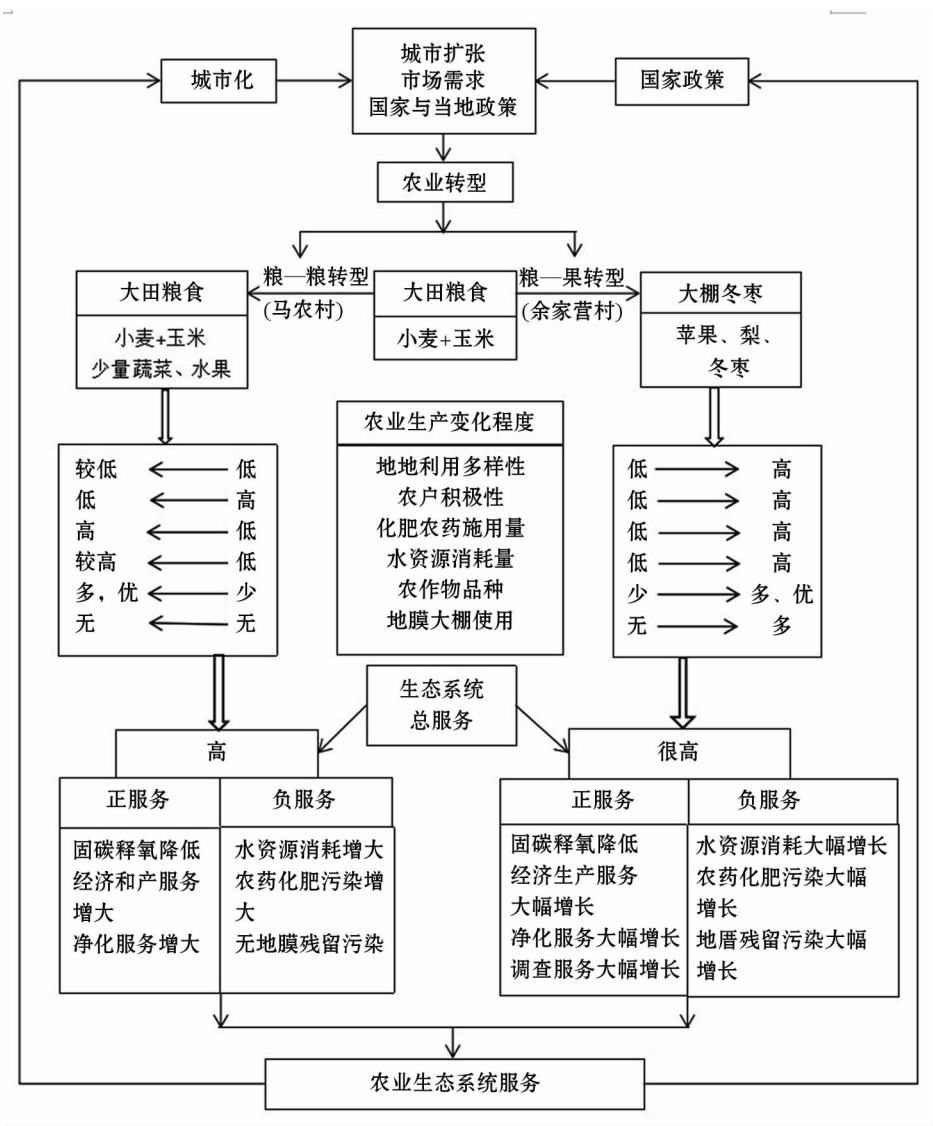 城市化
城市扩张
市场需求
国家与当地政策
国家政策
农业转型
粮—粮转型
(马农村)
粮—果转型
(余家营村)
大田粮食
小麦+玉米
少量蔬菜、水果
大田粮食
小麦+玉米
大棚冬枣
苹果、梨、
冬枣
较低 低
低 高
高 低
较高 低
多，优 少
无 无
农业生产变化程度
地地利用多样性
农户积极性
化肥农药施用量
水资源消耗量
农作物品种
地膜大棚使用
低 高
低 高
低 高
低 高
少 多、优
无 多
生态系统
总服务
高
正服务
负服务
固碳释氧降低
经济和产服务
增大
净化服务增大
水资源消耗增大
农药化肥污染增
大
无地膜残留污染
很高
正服务
负服务
固碳释氧降低
经济生产服务
大幅增长
净化服务大幅增长
调查服务大幅增长
水资源消耗大幅增长
农药化肥污染大幅
增长
地厝残留污染大幅
增长
农业生态系统服务